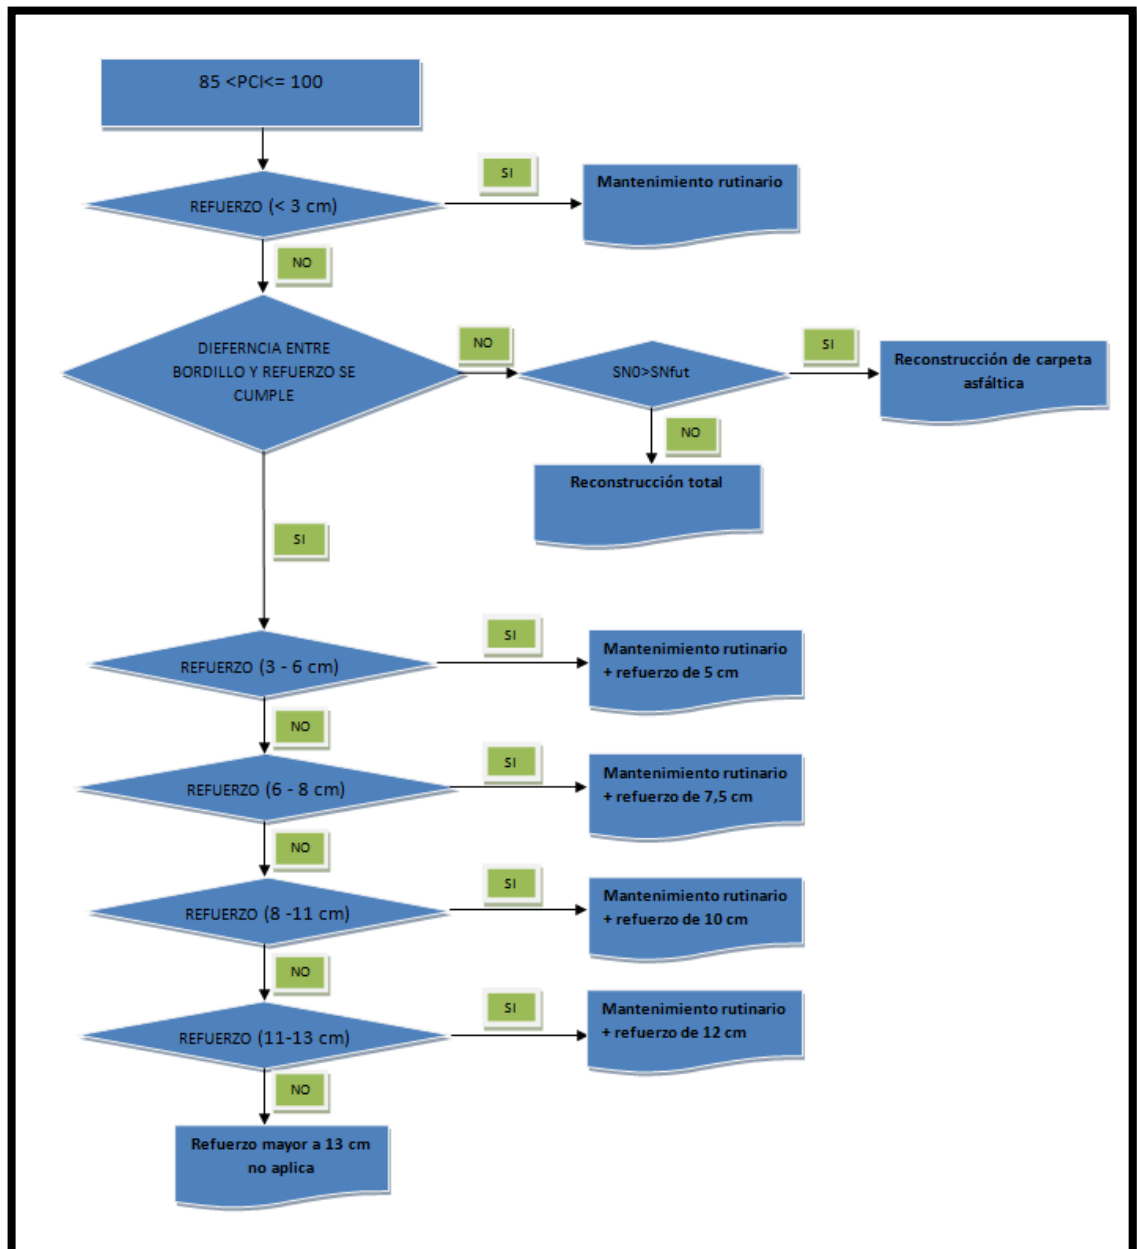 85 <PCI<= 100
SI
Mantenimiento rutinario
REFUERZO (< 3 cm)
NO
DIEFERNCIA ENTRE
BORDILLO Y REFUERZO SE
CUMPLE
NO
SN0>SNfut
SI
Reconstrucción de carpeta
asfáltica
NO
Reconstrucción total
SI
REFUERZO (3 - 6 cm)
SI
Mantenimiento rutinario
+ refuerzo de 5 cm
NO
REFUERZO (6 - 8 cm)
SI
Mantenimiento rutinario
+ refuerzo de 7,5 cm
NO
REFUERZO (8 -11 cm)
SI
Mantenimiento rutinario
+ refuerzo de 10 cm
NO
REFUERZO (11-13 cm)
SI
Mantenimiento rutinario
+ refuerzo de 12 cm
NO
Refuerzo mayor a 13 cm
no aplica